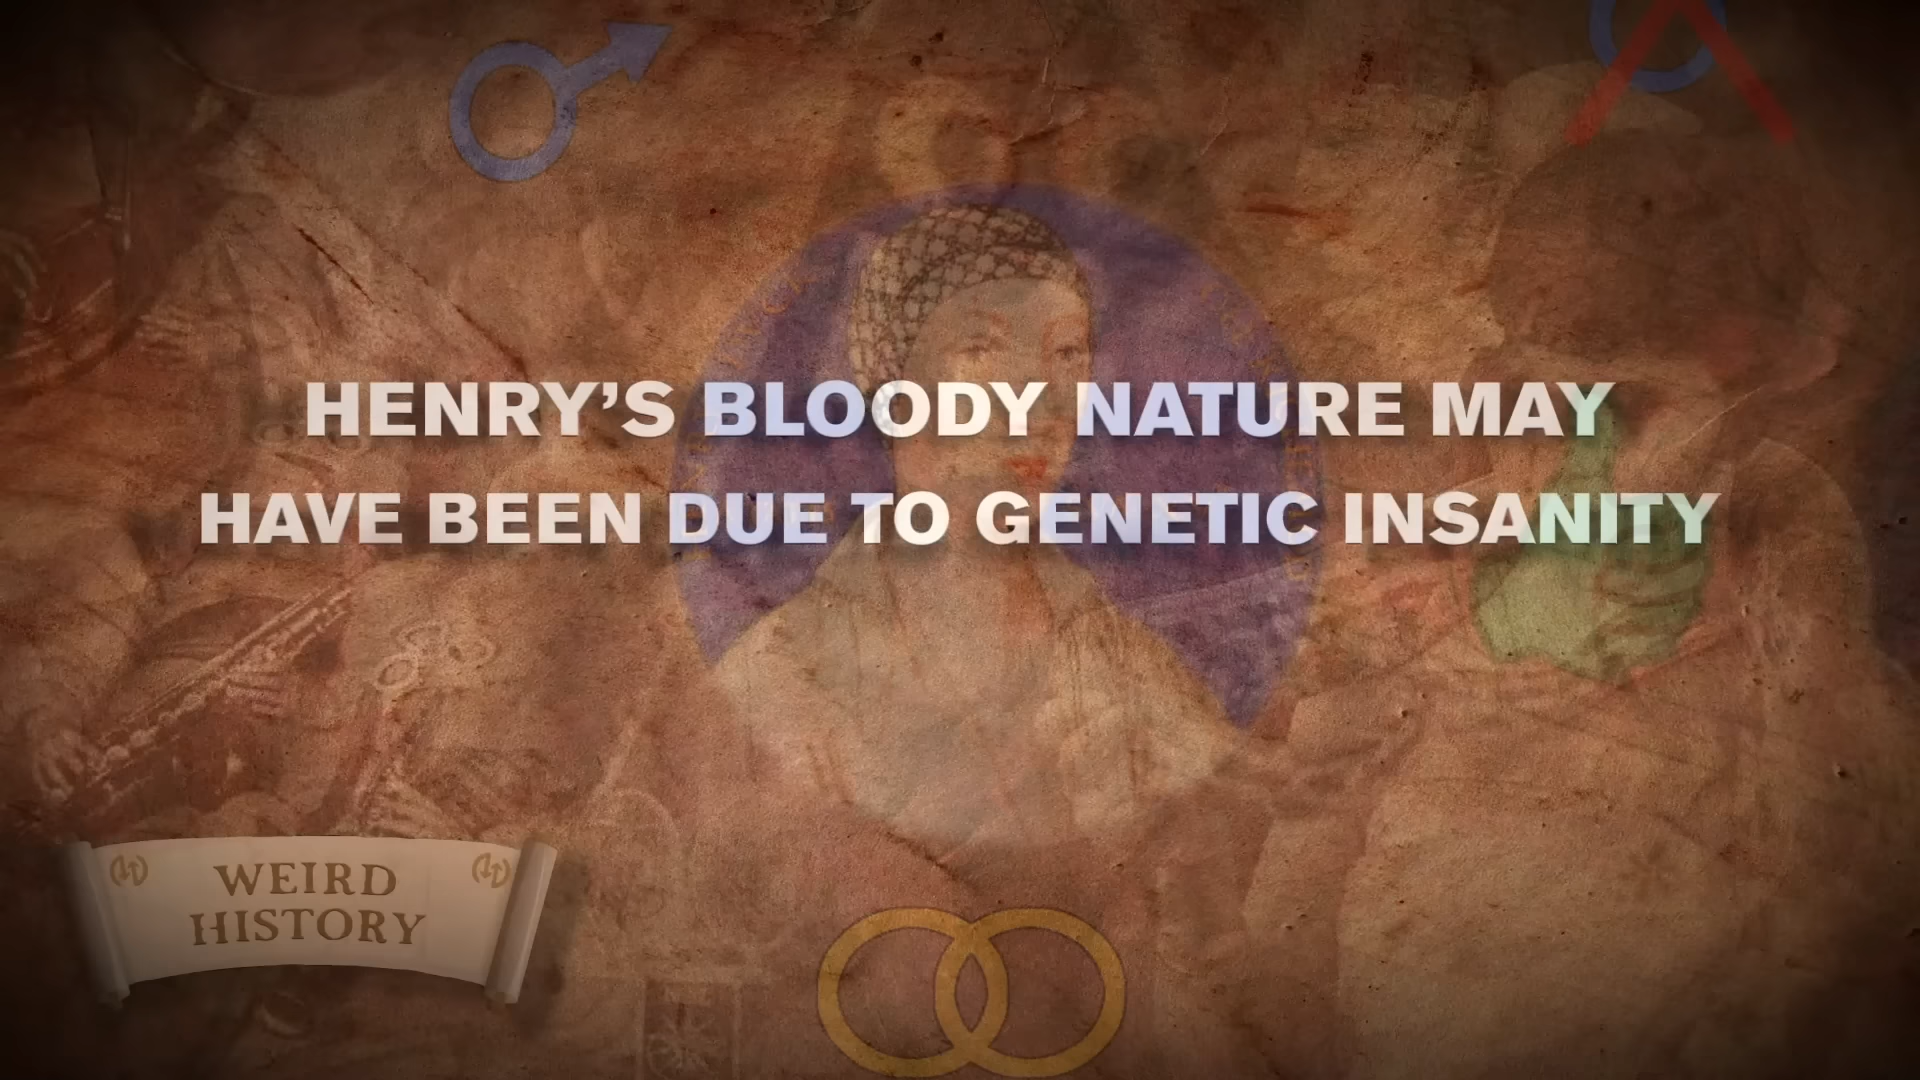 HENRY’S BLOODY NATURE MAY
HAVE BEEN DUE TO GENETIC INSANITY
WEIRD
HISTORY